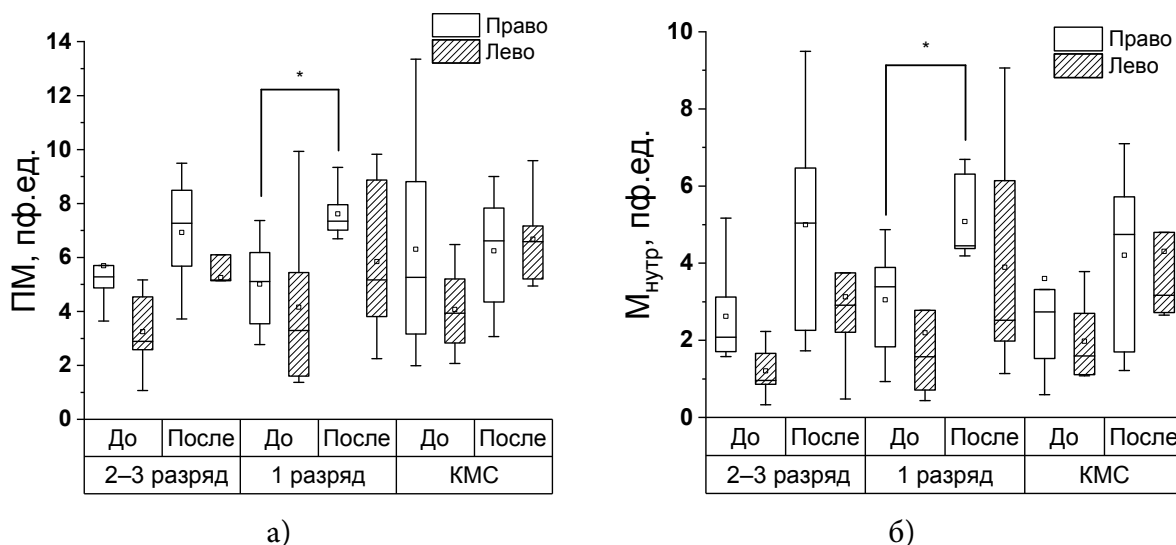 Право
Лево
*
ПМ, пф.ед.
14
12
10
8
6
4
2
0
До После До После До После
2–3 разряд 1 разряд КМС
а)
Право
Лево
*
Мнутр, пф.ед.
10
8
6
4
2
0
До После До После До После
2–3 разряд 1 разряд КМС
б)